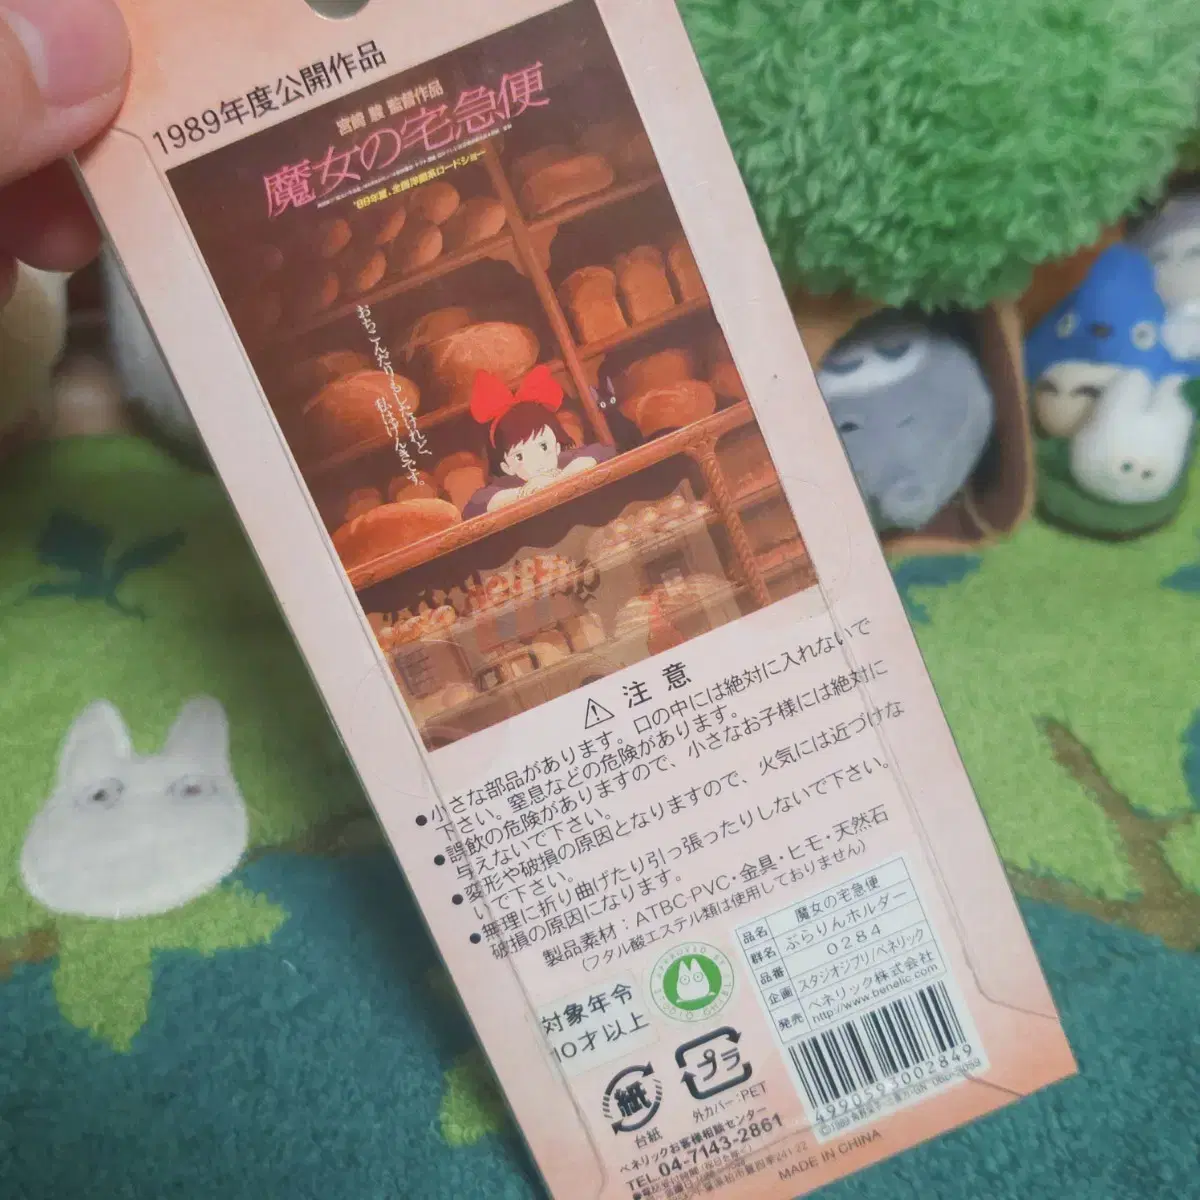 1989年度公開作品
宮崎 駿 監督作品
魔女の宅急便
'89年夏、全国洋画系ロードショー
おちこんだりもしたけれど、
私はげんきです。
⚠注意
●小さな部品があります。口の中には絶対に入れないで
下さい。窒息などの危険があります。
●誤飲の危険がありますので、小さなお子様には絶対に
与えないで下さい。
●変形や破損の原因となりますので、火気には近づけな
いで下さい。
●無理に折り曲げたり引っ張ったりしないで下さい。
破損の原因になります。
製品素材：ATBC-PVC・金具・ヒモ・天然石
(フタル酸エステル類は使用しておりません)
対象年令
10才以上
品名 魔女の宅急便
群名 ぶらりんホルダー
品番 0284
企画 スタジオジブリ/ベネリック
発売 ベネリック株式会社
http://www.benelic.com
4990593002849
紙
台紙
プラ
外カバー：PET
ベネリックお客様相談センター
TEL.04-7143-2861
MADE IN CHINA